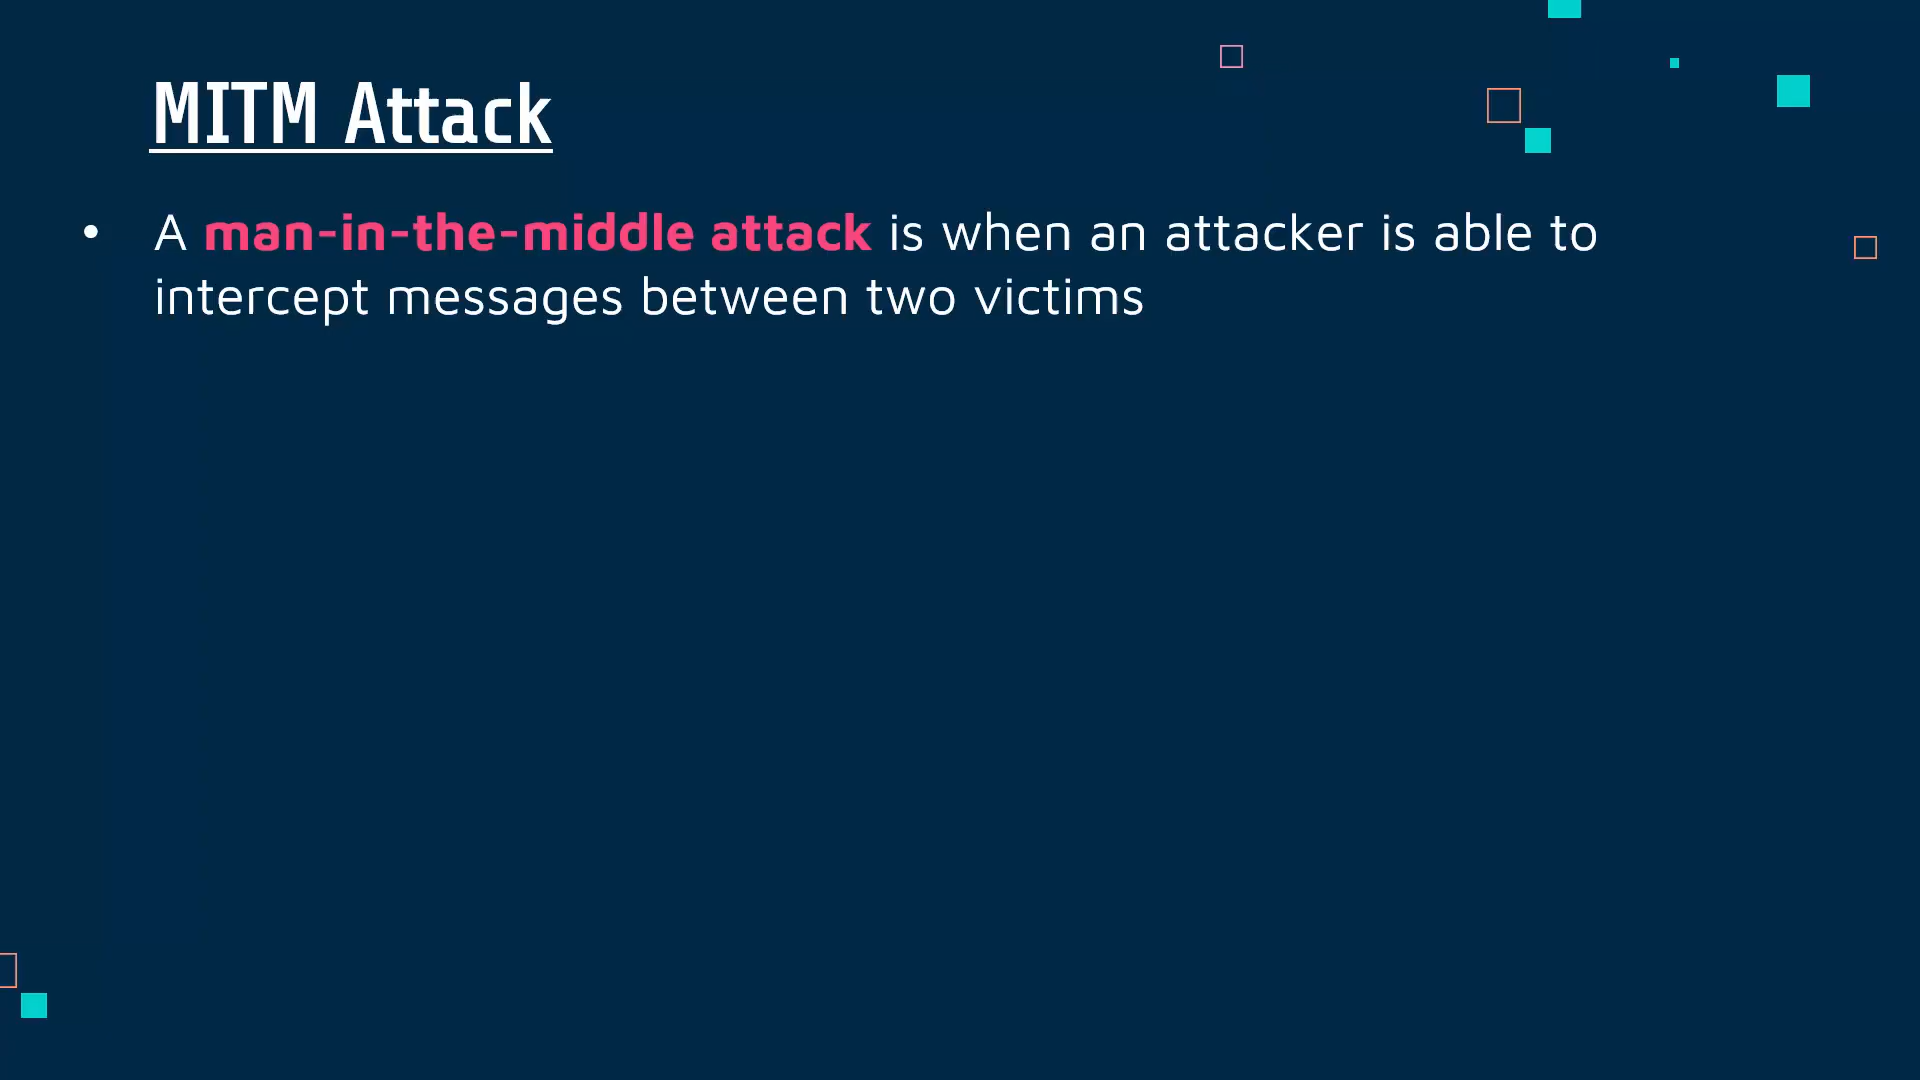 MITM Attack
• A man-in-the-middle attack is when an attacker is able to
intercept messages between two victims